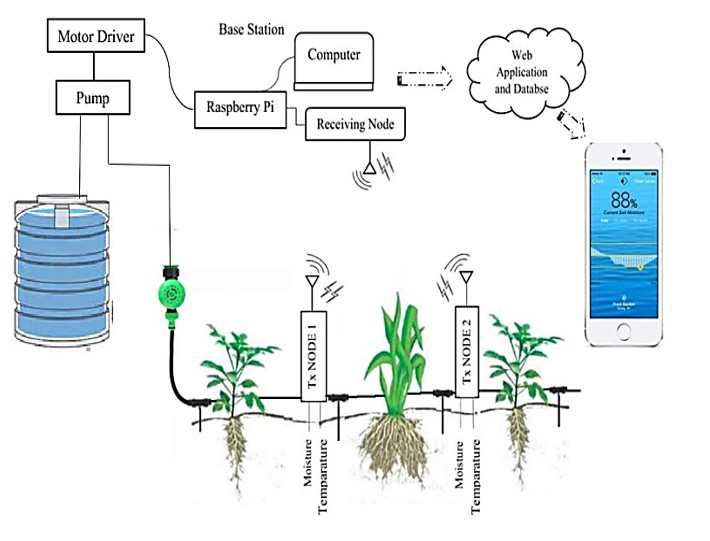 Motor Driver
Base Station
Computer
Web
Application
and Databse
Pump
Raspberry Pi
Receiving Node
88%
Current Soil Moisture
Tx NODE 1
Tx NODE 2
Moisture
Temparature
Moisture
Temparature